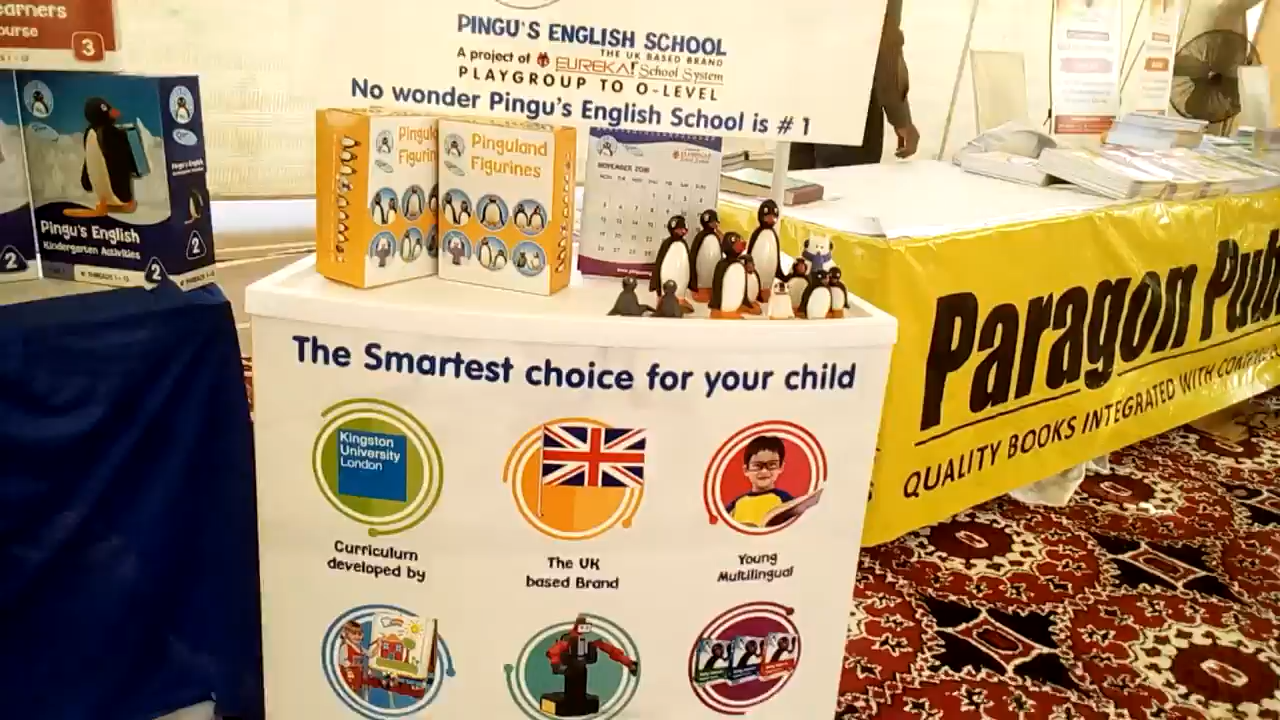 earners
ourse
3
PINGU'S ENGLISH SCHOOL
THE UK BASED BRAND
A project of EUREKA! School System
PLAYGROUP TO O-LEVEL
No wonder Pingu's English School is # 1
Pingu's English
Kindergarten Activities
2
2
2
2
Pingula
Figurin
Pinguland
Figurines
NOVEMBER
The Smartest choice for your child
Kingston
University
London
Curriculum
developed by
The UK
based Brand
Young
Multilingual
Paragon Pub
QUALITY BOOKS INTEGRATED WITH